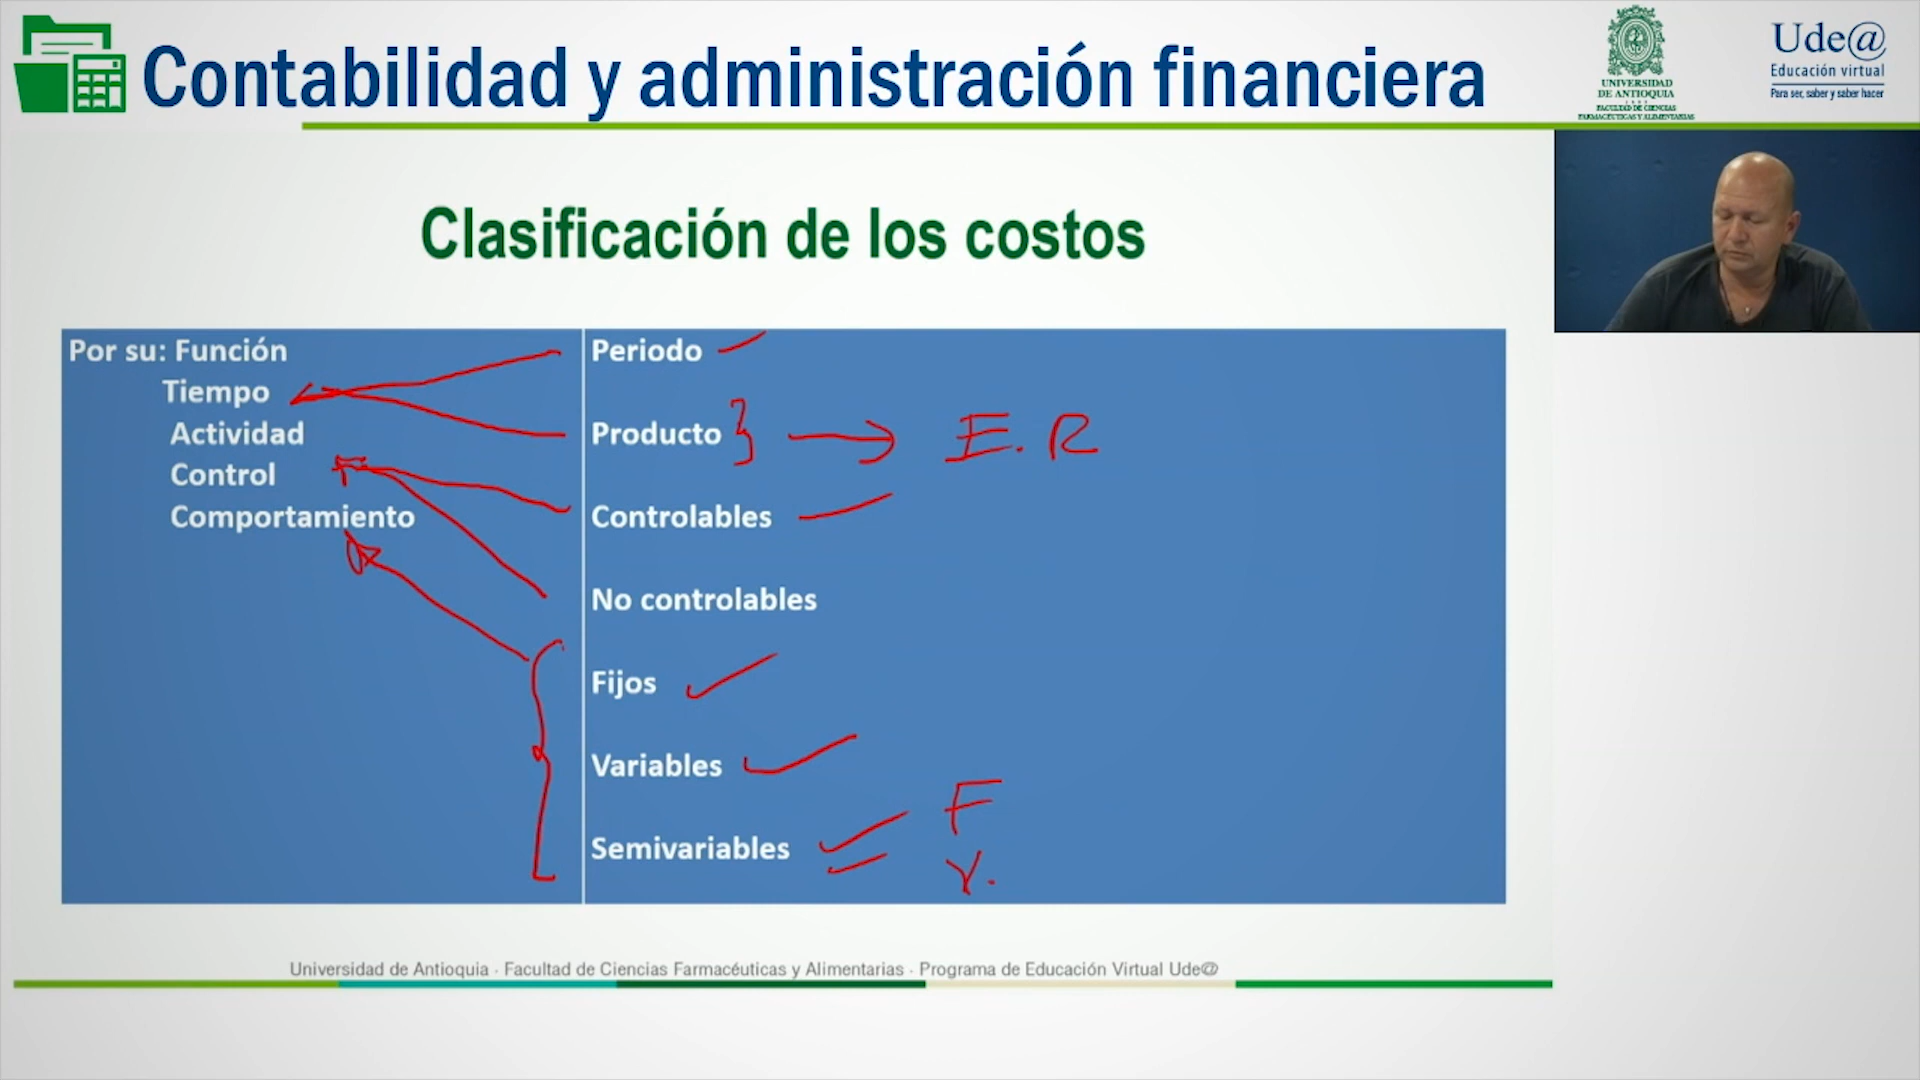 Contabilidad y administración financiera
UNIVERSIDAD
DE ANTIOQUIA
1803
FACULTAD DE CIENCIAS
FARMACÉUTICAS Y ALIMENTARIAS
Ude@
Educación virtual
Para ser, saber y saber hacer
Clasificación de los costos
Por su: Función
Tiempo
Actividad
Control
Comportamiento
Periodo
Producto } → E.R
Controlables
No controlables
Fijos
Variables
Semivariables
F
V.
Universidad de Antioquia · Facultad de Ciencias Farmacéuticas y Alimentarias · Programa de Educación Virtual Ude@